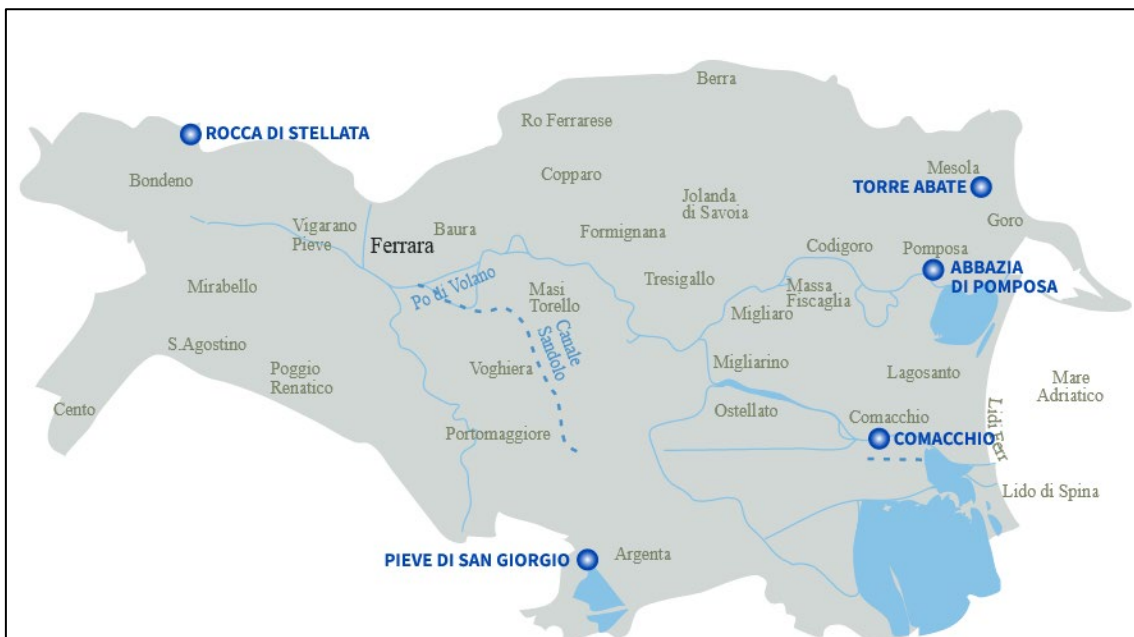 Berra
Ro Ferrarese
ROCCA DI STELLATA
Copparo
Mesola
Bondeno
TORRE ABATE
Jolanda
di Savoia
Vigarano
Pieve
Ferrara
Baura
Formignana
Goro
Codigoro
Pomposa
ABBAZIA
DI POMPOSA
Mirabello
Po di Volano
Masi
Torello
Tresigallo
Massa
Fiscaglia
Migliaro
S.Agostino
Canale
Sandolo
Poggio
Renatico
Voghiera
Migliarino
Lagosanto
Mare
Adriatico
Cento
Portomaggiore
Ostellato
Comacchio
COMACCHIO
Lidi Ferr
Lido di Spina
PIEVE DI SAN GIORGIO
Argenta